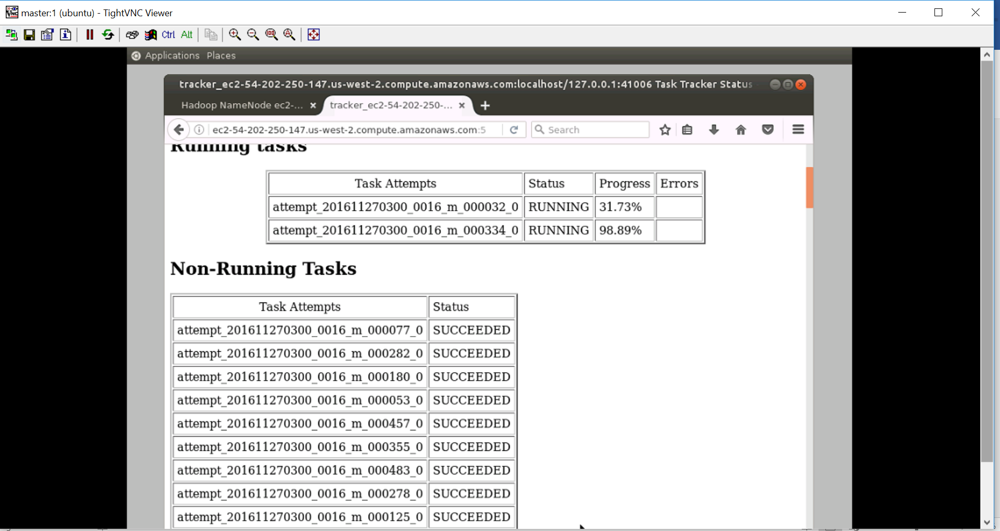 master:1 (ubuntu) - TightVNC Viewer
Ctrl Alt
Applications Places
tracker_ec2-54-202-250-147.us-west-2.compute.amazonaws.com:localhost/127.0.0.1:41006 Task Tracker Status
Hadoop NameNode ec2-... tracker_ec2-54-202-250-...
ec2-54-202-250-147.us-west-2.compute.amazonaws.com:5 Search
Running tasks
Task Attempts Status Progress Errors
attempt_201611270300_0016_m_000032_0 RUNNING 31.73%
attempt_201611270300_0016_m_000334_0 RUNNING 98.89%
Non-Running Tasks
Task Attempts Status
attempt_201611270300_0016_m_000077_0 SUCCEEDED
attempt_201611270300_0016_m_000282_0 SUCCEEDED
attempt_201611270300_0016_m_000180_0 SUCCEEDED
attempt_201611270300_0016_m_000053_0 SUCCEEDED
attempt_201611270300_0016_m_000457_0 SUCCEEDED
attempt_201611270300_0016_m_000355_0 SUCCEEDED
attempt_201611270300_0016_m_000483_0 SUCCEEDED
attempt_201611270300_0016_m_000278_0 SUCCEEDED
attempt_201611270300_0016_m_000125_0 SUCCEEDED